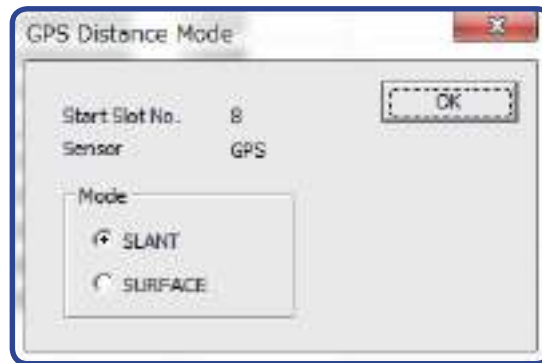 GPS Distance Mode
OK
Start Slot No. 8
Sensor GPS
Mode
SLANT
SURFACE